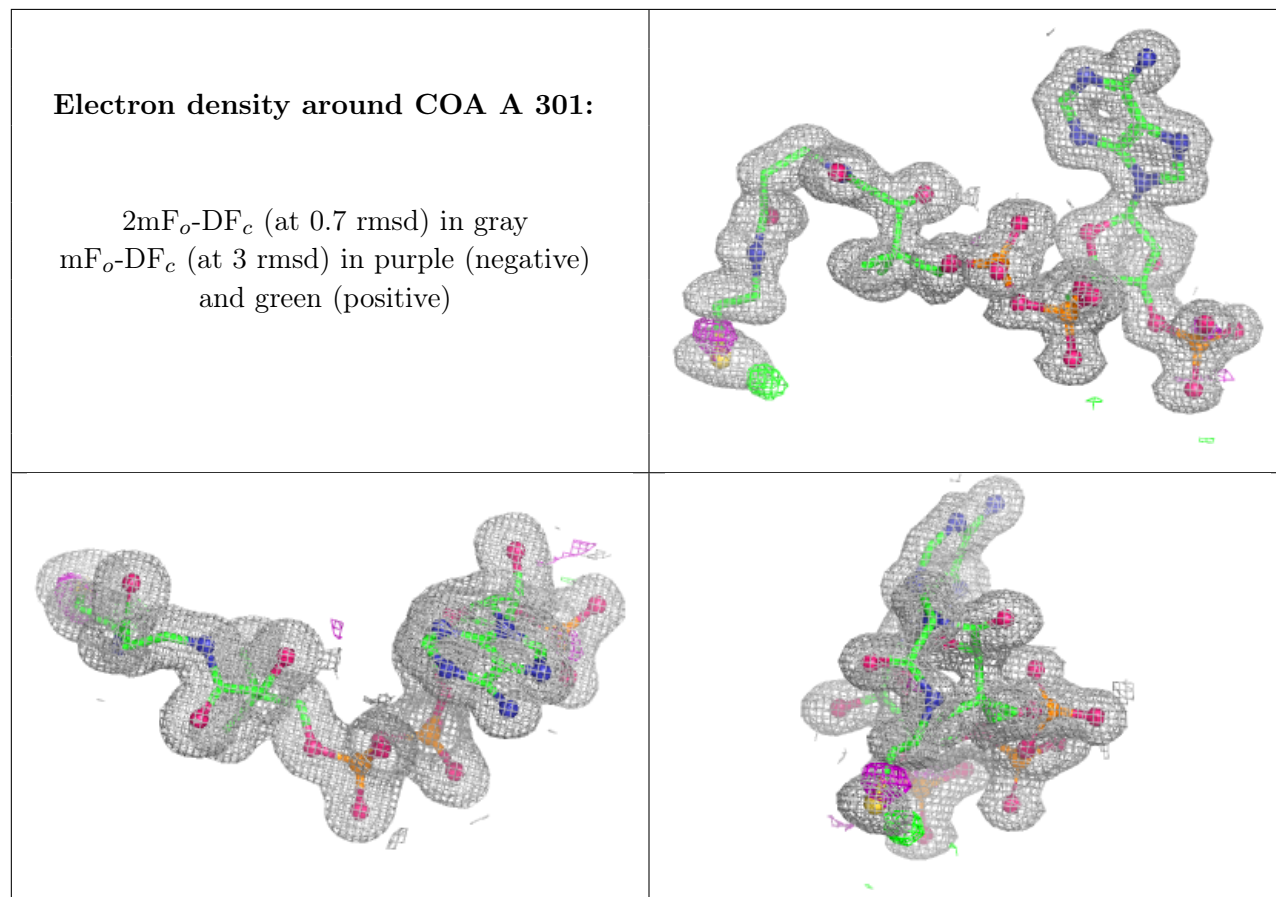 Electron density around COA A 301:
2mFo-DFc (at 0.7 rmsd) in gray
mFo-DFc (at 3 rmsd) in purple (negative)
and green (positive)